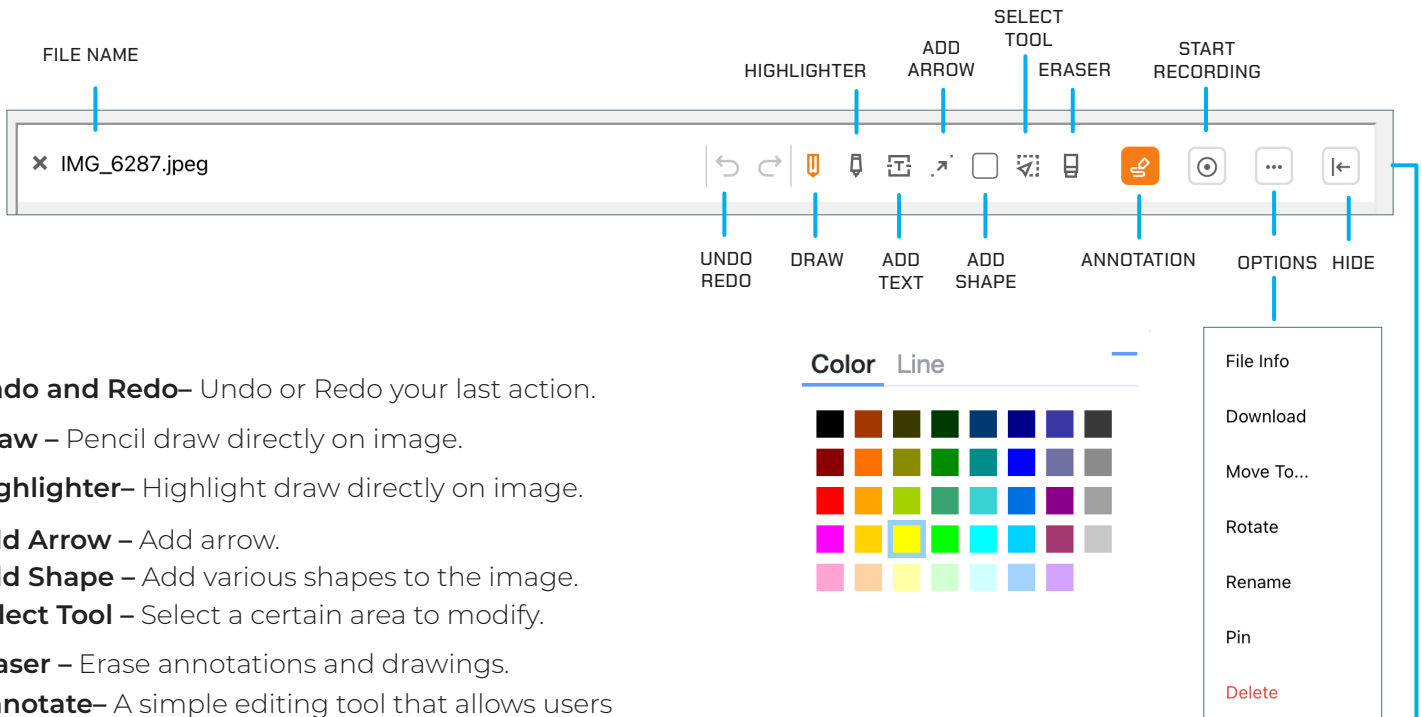 SELECT
TOOL
FILE NAME
HIGHLIGHTER
ADD
ARROW
ERASER
START
RECORDING
IMG_6287.jpeg
UNDO
REDO
DRAW
ADD
TEXT
ADD
SHAPE
ANNOTATION
OPTIONS
HIDE
ndo and Redo– Undo or Redo your last action.
aw – Pencil draw directly on image.
ghlighter– Highlight draw directly on image.
dd Arrow – Add arrow.
dd Shape – Add various shapes to the image.
lect Tool – Select a certain area to modify.
aser – Erase annotations and drawings.
nnotate– A simple editing tool that allows users
Color Line
File Info
Download
Move To...
Rotate
Rename
Pin
Delete